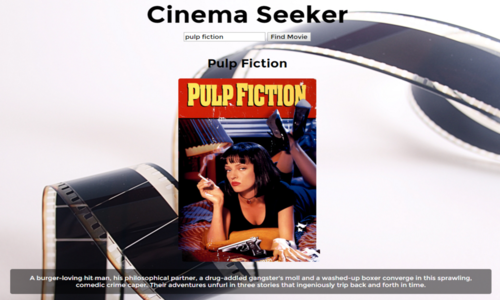 Cinema Seeker
pulp fiction Find Movie
Pulp Fiction
PULP FICTION
A burger-loving hit man, his philosophical partner, a drug-addled gangster's moll and a washed-up boxer converge in this sprawling,
comedic crime caper. Their adventures unfurl in three stories that ingeniously trip back and forth in time.